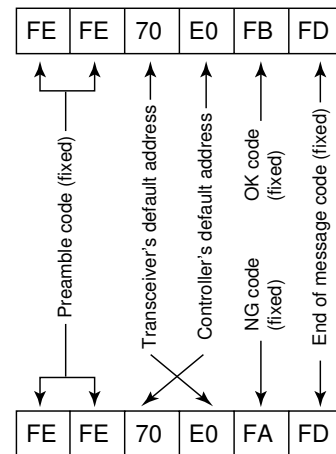 FE FE 70 E0 FB FD
Preamble code (fixed)
Transceiver's default address
Controller's default address
OK code
(fixed)
NG code
(fixed)
End of message code (fixed)
FE FE 70 E0 FA FD